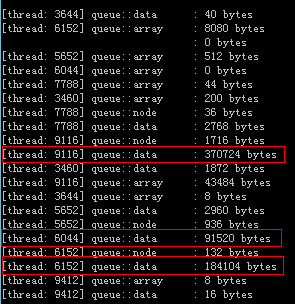 [thread: 3644] queue::data : 40 bytes
[thread: 6152] queue::array : 8080 bytes
: 0 bytes
[thread: 5652] queue::array : 512 bytes
[thread: 6044] queue::array : 0 bytes
[thread: 7788] queue::array : 44 bytes
[thread: 3460] queue::array : 200 bytes
[thread: 7788] queue::node : 36 bytes
[thread: 7788] queue::data : 2768 bytes
[thread: 9116] queue::node : 1716 bytes
[thread: 9116] queue::data : 370724 bytes
[thread: 3460] queue::data : 1872 bytes
[thread: 9116] queue::array : 43484 bytes
[thread: 3644] queue::array : 8 bytes
[thread: 5652] queue::data : 2960 bytes
[thread: 5652] queue::node : 936 bytes
[thread: 6044] queue::data : 91520 bytes
[thread: 6152] queue::node : 132 bytes
[thread: 6152] queue::data : 184104 bytes
[thread: 9412] queue::array : 8 bytes
[thread: 9412] queue::data : 16 bytes